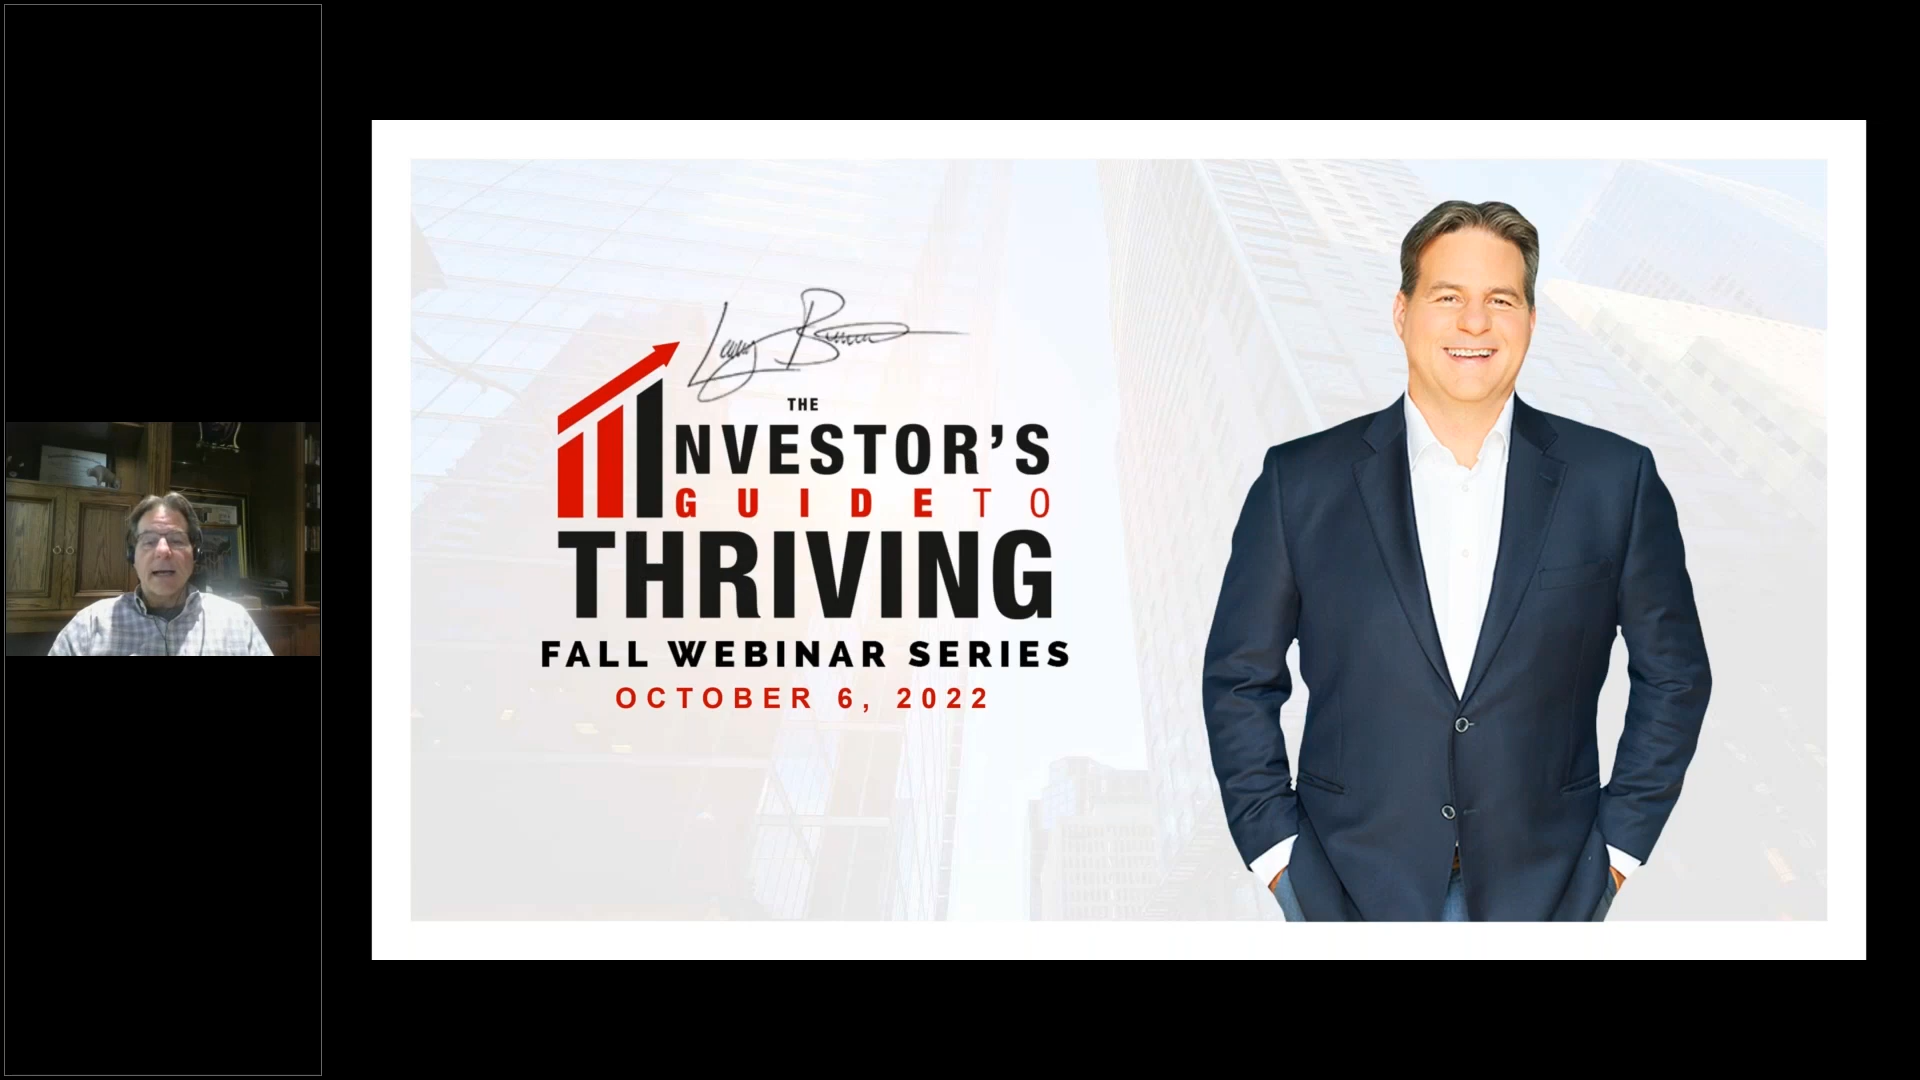 THE
INVESTOR'S
GUIDE TO
THRIVING
FALL WEBINAR SERIES
OCTOBER 6, 2022